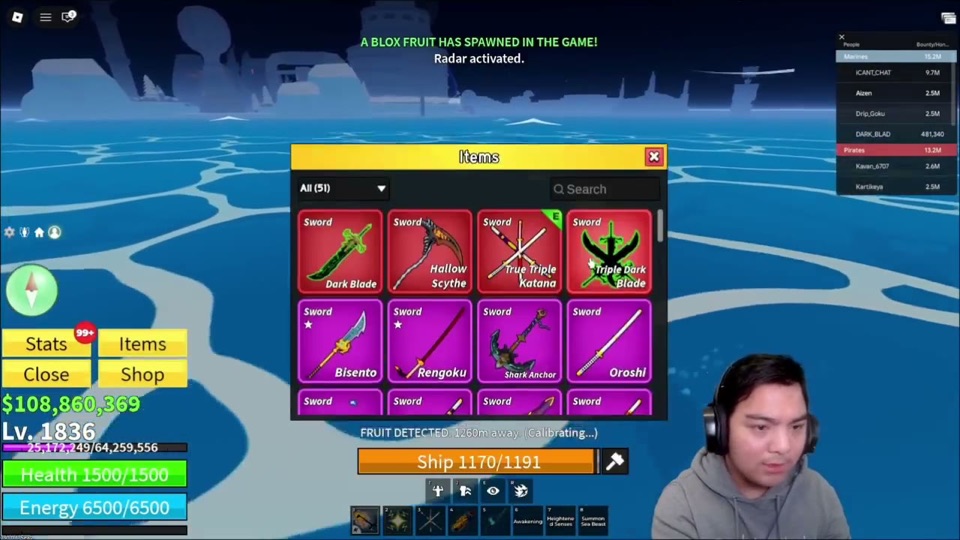 A BLOX FRUIT HAS SPAWNED IN THE GAME!
Radar activated.
People Bounty/Hon...
Marines 15.2M
ICANT_CHAT 9.7M
Aizen 2.5M
Drip_Goku 2.5M
DARK_BLAD 481,340
Pirates 13.2M
Kavan_6707 2.6M
Kartikeya 2.5M
Items
All (51)
Search
Sword
Dark Blade
Sword
Hallow
Scythe
Sword
E
True Triple
Katana
Sword
Triple Dark
Blade
Sword
Bisento
Sword
Rengoku
Sword
Shark Anchor
Sword
Oroshi
Sword
Sword
Sword
Sword
99+
Stats
Items
Close
Shop
$108,860,369
Lv. 1836
25,172,249/64,259,556
Health 1500/1500
Energy 6500/6500
FRUIT DETECTED: 1260m away. (Calibrating...)
Ship 1170/1191
Awakening
Heightene
d Senses
Summon
Sea Beast